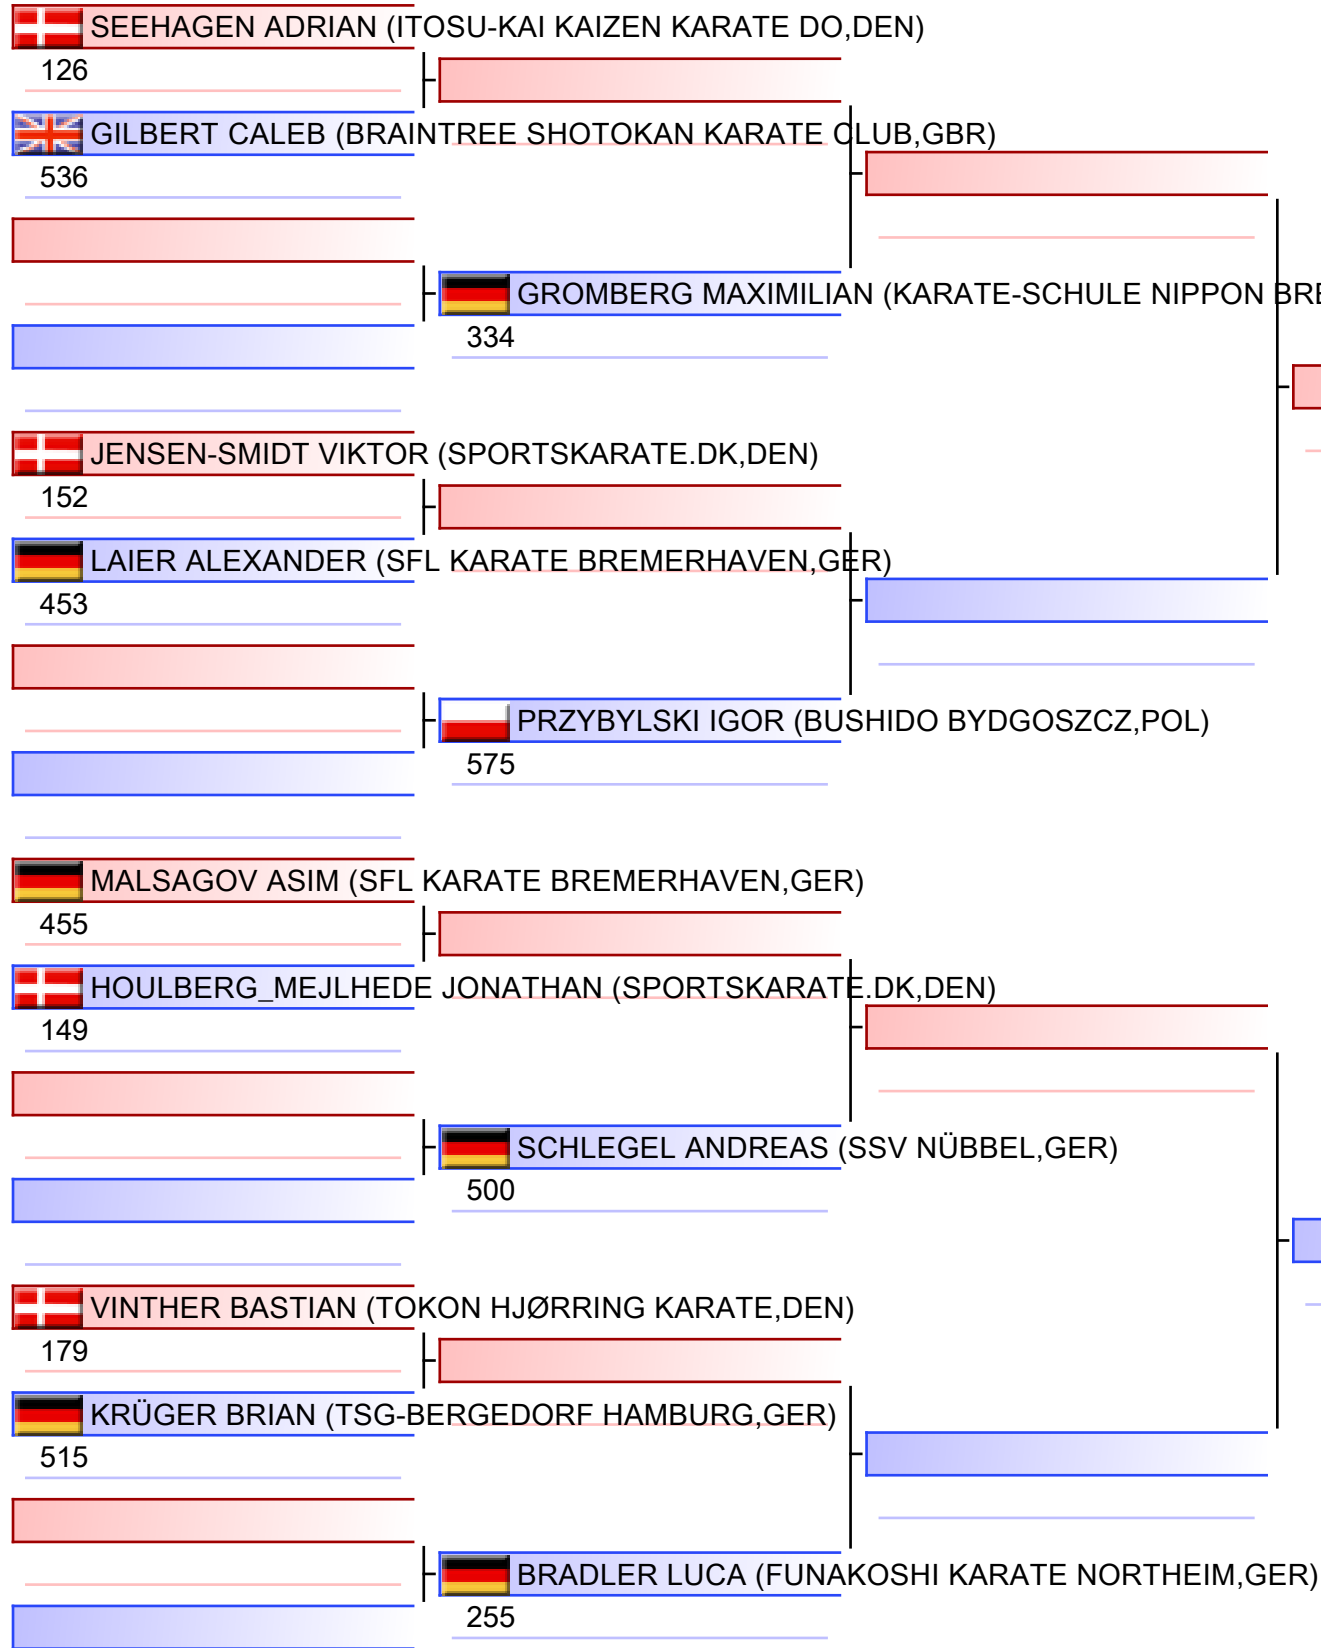 SEEHAGEN ADRIAN (ITOSU-KAI KAIZEN KARATE DO,DEN)
126
GILBERT CALEB (BRAINTREE SHOTOKAN KARATE CLUB,GBR)
536
GROMBERG MAXIMILIAN (KARATE-SCHULE NIPPON BRE
334
JENSEN-SMIDT VIKTOR (SPORTSKARATE.DK,DEN)
152
LAIER ALEXANDER (SFL KARATE BREMERHAVEN,GER)
453
PRZYBYLSKI IGOR (BUSHIDO BYDGOSZCZ,POL)
575
MALSAGOV ASIM (SFL KARATE BREMERHAVEN,GER)
455
HOULBERG_MEJLHEDE JONATHAN (SPORTSKARATE.DK,DEN)
149
SCHLEGEL ANDREAS (SSV NÜBBEL,GER)
500
VINTHER BASTIAN (TOKON HJØRRING KARATE,DEN)
179
KRÜGER BRIAN (TSG-BERGEDORF HAMBURG,GER)
515
BRADLER LUCA (FUNAKOSHI KARATE NORTHEIM,GER)
255